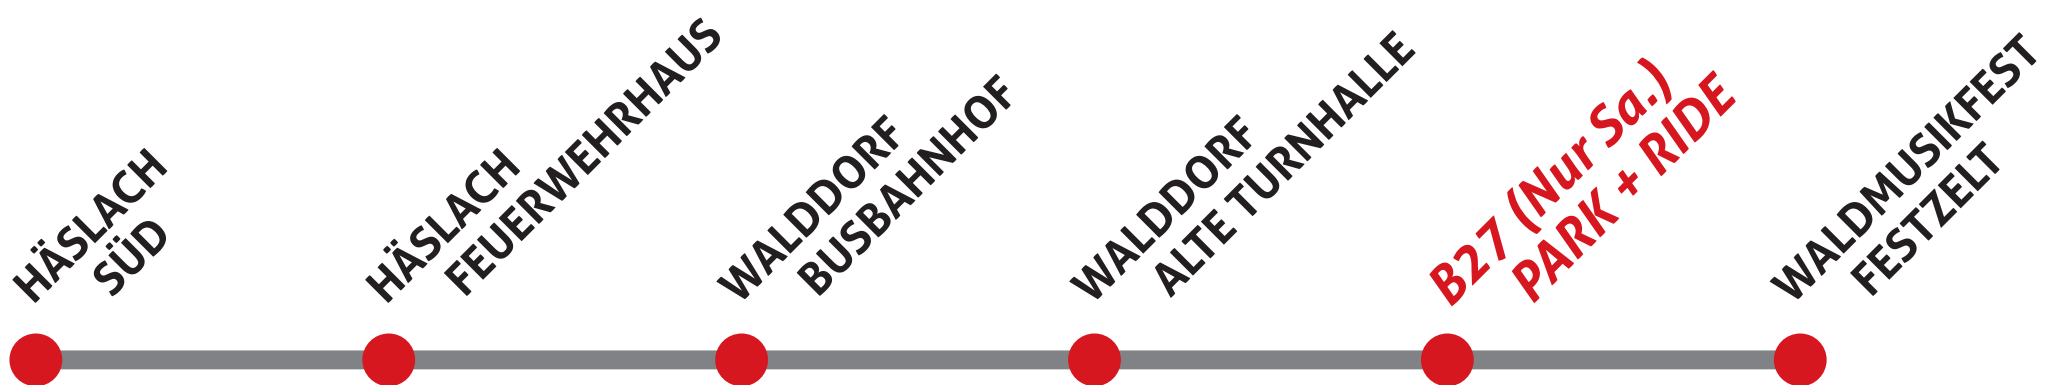 HÄSLACH
SÜD
HÄSLACH
FEUERWEHRHAUS
WALDDORF
BUSBAHNHOF
WALDDORF
ALTE TURNHALLE
B27 (Nur Sa.)
PARK + RIDE
WALDMUSIKFEST
FESTZELT